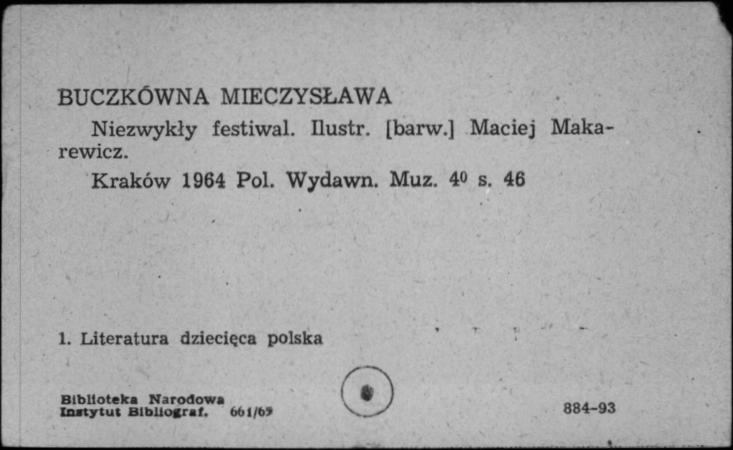 BUCZKÓWNA MIECZYSŁAWA
Niezwykły festiwal. Ilustr. [barw.] Maciej Maka-
rewicz.
Kraków 1964 Pol. Wydawn. Muz. 4⁰ s. 46
1. Literatura dziecięca polska
Biblioteka Narodowa
Instytut Bibliograf. 661/65
884-93